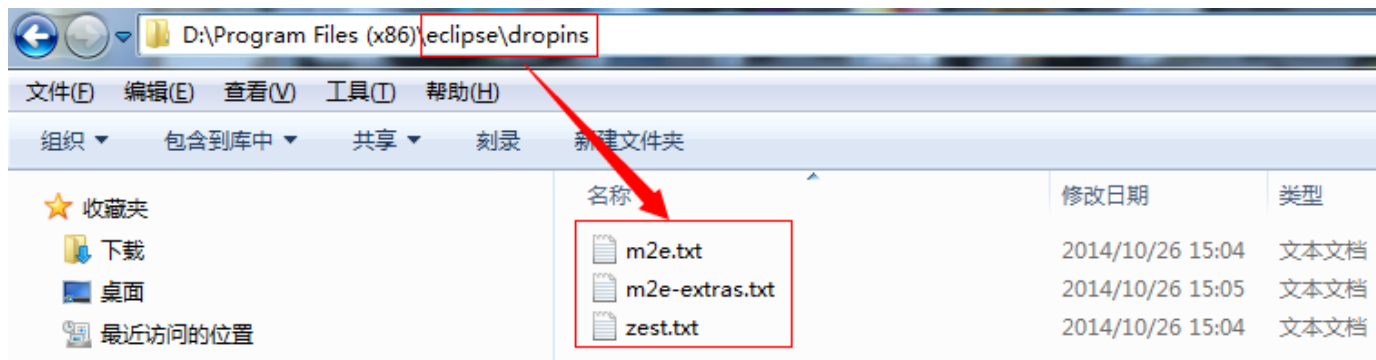 D:\Program Files (x86)\eclipse\dropins
文件(F) 编辑(E) 查看(V) 工具(T) 帮助(H)
组织 包含到库中 共享 刻录 新建文件夹
名称 修改日期 类型
收藏夹
下载
桌面
最近访问的位置
m2e.txt 2014/10/26 15:04 文本文档
m2e-extras.txt 2014/10/26 15:05 文本文档
zest.txt 2014/10/26 15:04 文本文档